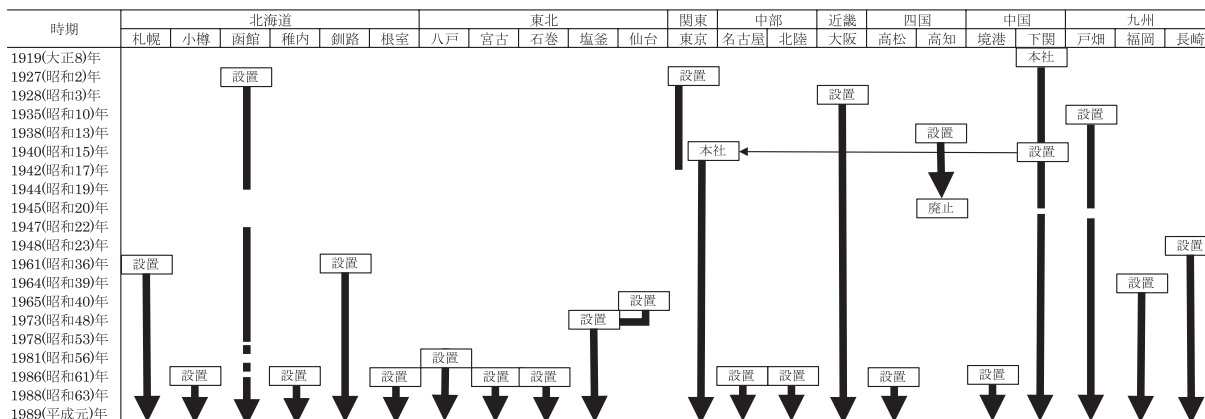 時期 北海道 東北 関東 中部 近畿 四国 中国 九州
札幌 小樽 函館 稚内 釧路 根室 八戸 宮古 石巻 塩釜 仙台 東京 名古屋 北陸 大阪 高松 高知 境港 下関 戸畑 福岡 長崎
1919(大正8)年 本社
1927(昭和2)年 設置 設置
1928(昭和3)年 設置
1935(昭和10)年 設置
1938(昭和13)年 設置
1940(昭和15)年 本社 設置
1942(昭和17)年
1944(昭和19)年
1945(昭和20)年 廃止
1947(昭和22)年
1948(昭和23)年 設置
1961(昭和36)年 設置 設置
1964(昭和39)年 設置
1965(昭和40)年 設置
1973(昭和48)年 設置
1978(昭和53)年
1981(昭和56)年 設置
1986(昭和61)年 設置 設置 設置 設置 設置 設置 設置 設置 設置
1988(昭和63)年
1989(平成元)年